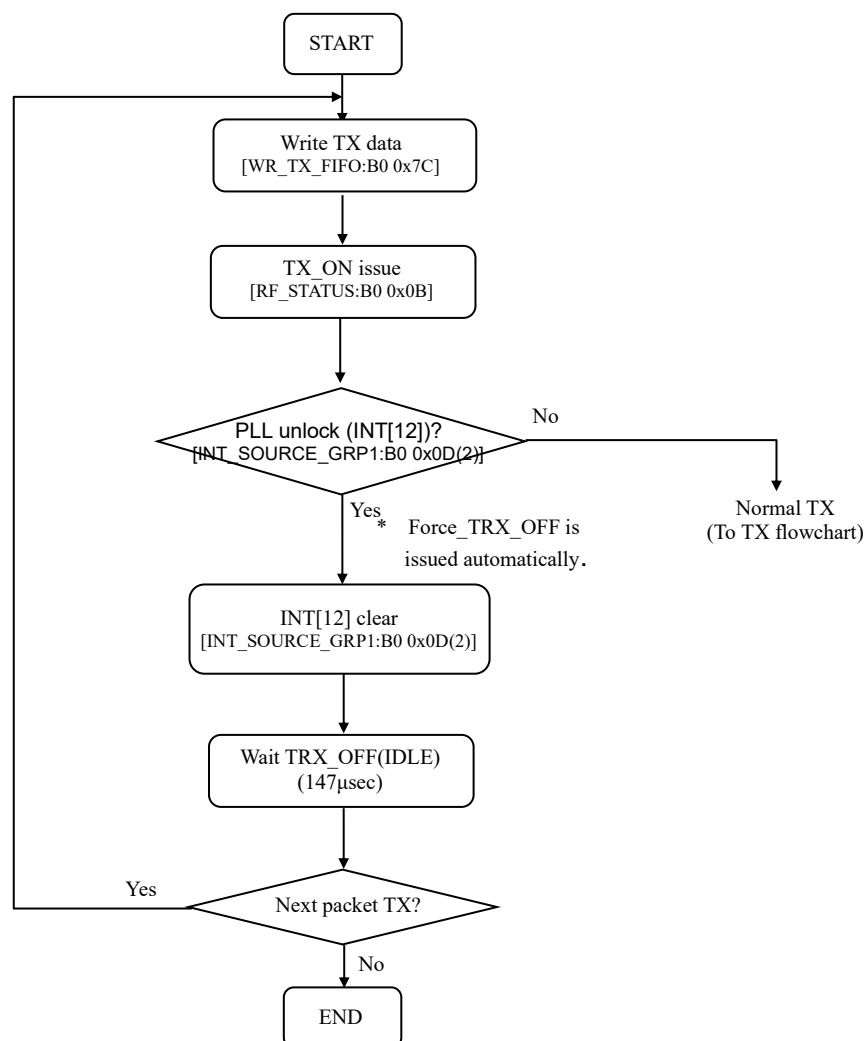 START
Write TX data
[WR_TX_FIFO:B0 0x7C]
TX_ON issue
[RF_STATUS:B0 0x0B]
PLL unlock (INT[12])?
[INT_SOURCE_GRP1:B0 0x0D(2)]
No
Normal TX
(To TX flowchart)
Yes
* Force_TRX_OFF is
issued automatically.
INT[12] clear
[INT_SOURCE_GRP1:B0 0x0D(2)]
Wait TRX_OFF(IDLE)
(147μsec)
Yes
Next packet TX?
No
END